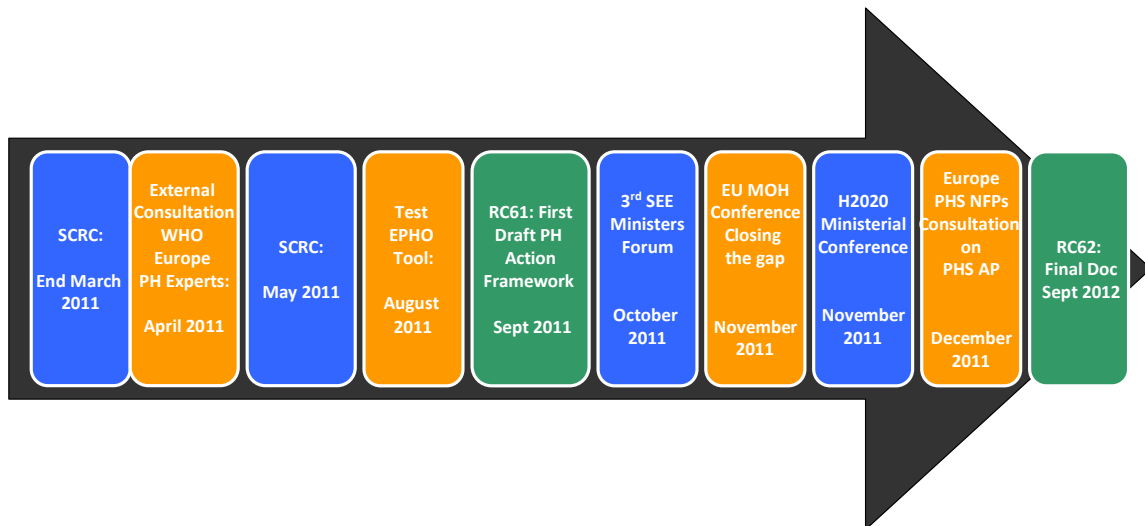 SCRC:
End March
2011
External
Consultation
WHO
Europe
PH Experts:
April 2011
SCRC:
May 2011
Test
EPHO
Tool:
August
2011
RC61: First
Draft PH
Action
Framework
Sept 2011
3rd SEE
Ministers
Forum
October
2011
EU MOH
Conference
Closing
the gap
November
2011
H2020
Ministerial
Conference
November
2011
Europe
PHS NFPs
Consultation
on
PHS AP
December
2011
RC62:
Final Doc
Sept 2012